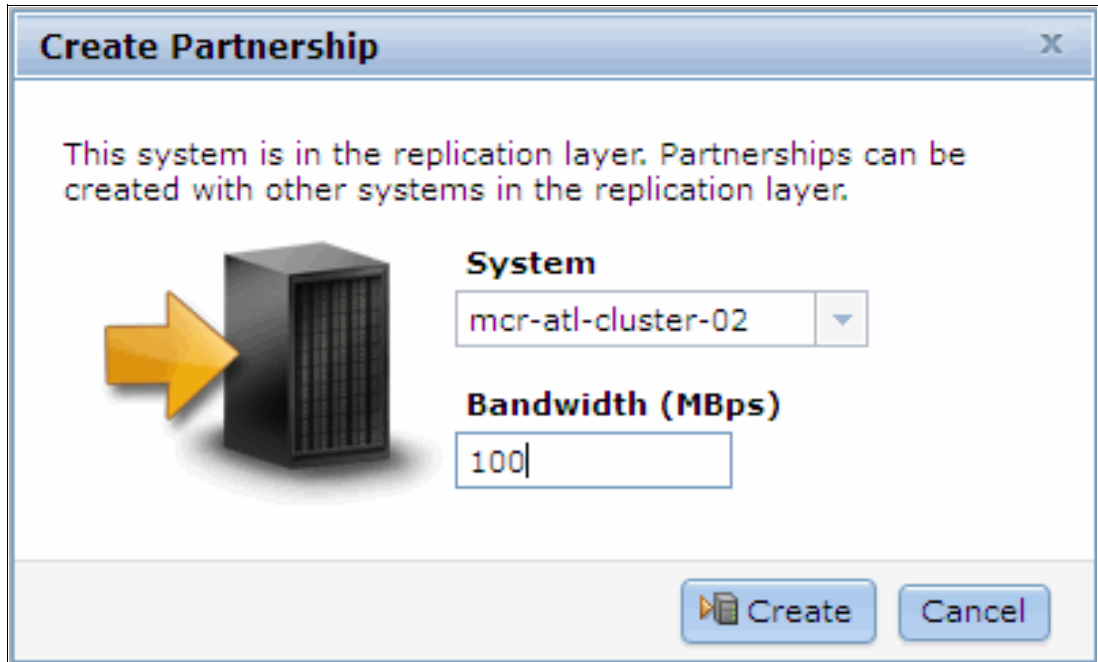 Create Partnership
x
This system is in the replication layer. Partnerships can be
created with other systems in the replication layer.
System
mcr-atl-cluster-02
Bandwidth (MBps)
100
Create
Cancel